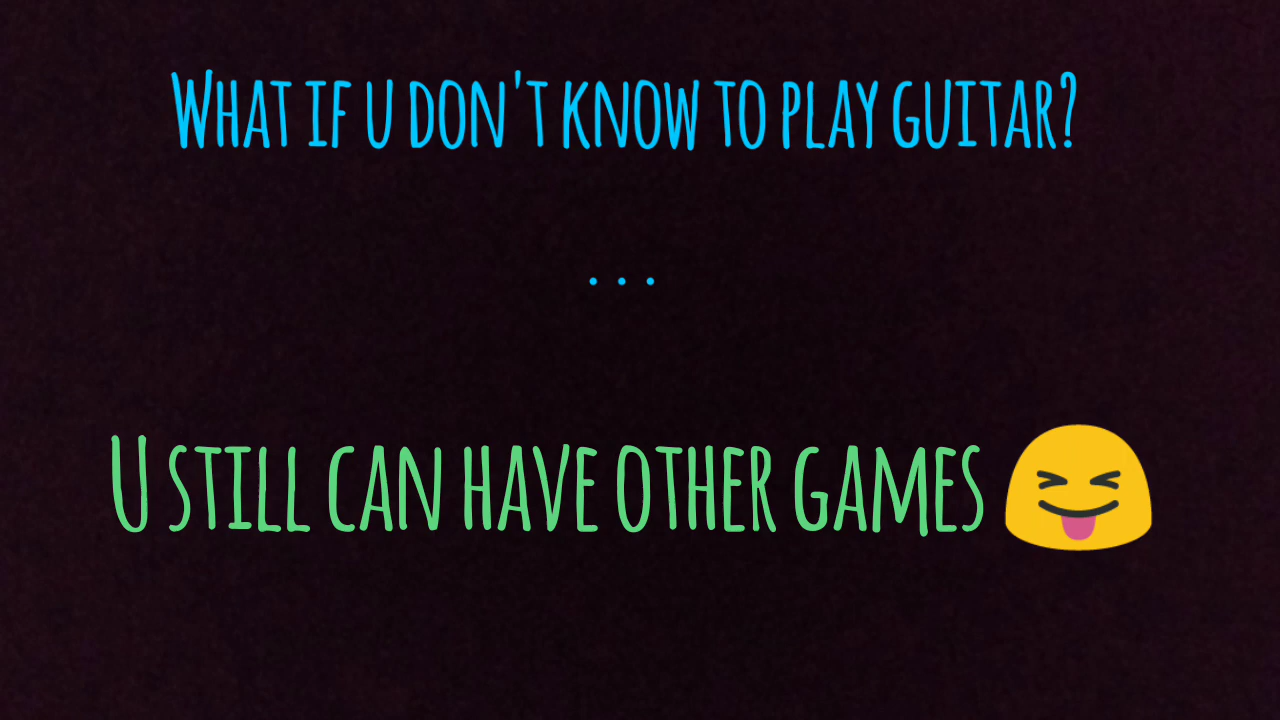 What if u don't know to play guitar?
...
U still can have other games 😝